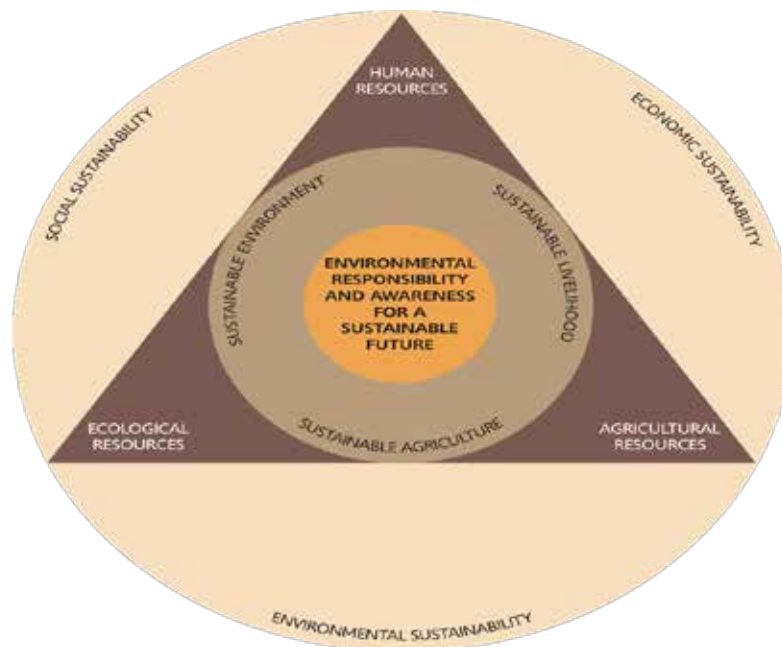 HUMAN
RESOURCES
SOCIAL SUSTAINABILITY
ECONOMIC SUSTAINABILITY
SUSTAINABLE ENVIRONMENT
SUSTAINABLE LIVELIHOOD
ENVIRONMENTAL
RESPONSIBILITY
AND AWARENESS
FOR A
SUSTAINABLE
FUTURE
ECOLOGICAL
RESOURCES
SUSTAINABLE AGRICULTURE
AGRICULTURAL
RESOURCES
ENVIRONMENTAL SUSTAINABILITY